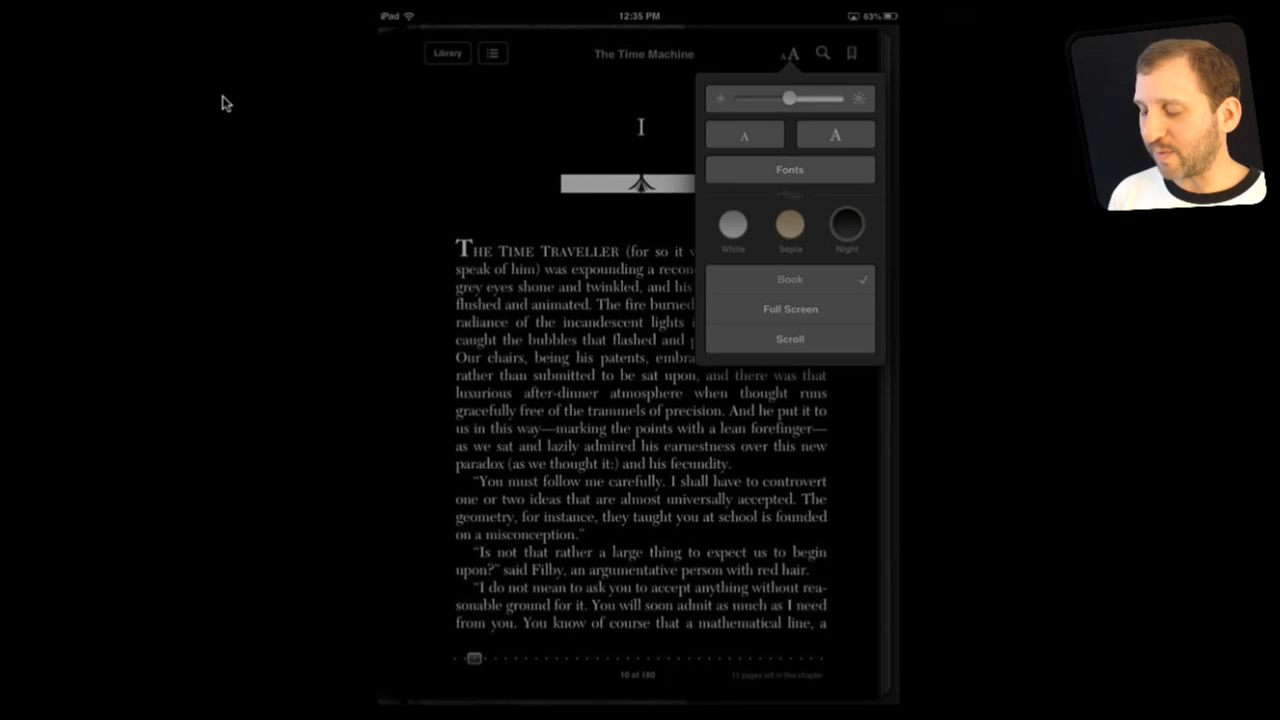 iPad 12:35 PM 63%
Library The Time Machine AA
I
A A
Fonts
White Sepia Night
Book
Full Screen
Scroll
THE TIME TRAVELLER (for so it
speak of him) was expounding a
grey eyes shone and twinkled, and his
flushed and animated. The fire burned
radiance of the incandescent lights
caught the bubbles that flashed and
Our chairs, being his patents,
rather than submitted to be sat upon, and there was that
luxurious after-dinner atmosphere when thought runs
gracefully free of the trammels of precision. And he put it to
us in this way—marking the points with a lean forefinger—
as we sat and lazily admired his earnestness over this new
paradox (as we thought it:) and his fecundity.
“You must follow me carefully. I shall have to controvert
one or two ideas that are almost universally accepted. The
geometry, for instance, they taught you at school is founded
on a misconception.”
“Is not that rather a large thing to expect us to begin
upon?” said Filby, an argumentative person with red hair.
“I do not mean to ask you to accept anything without rea-
sonable ground for it. You will soon admit as much as I need
from you. You know of course that a mathematical line, a
10 of 180 11 pages left in this chapter